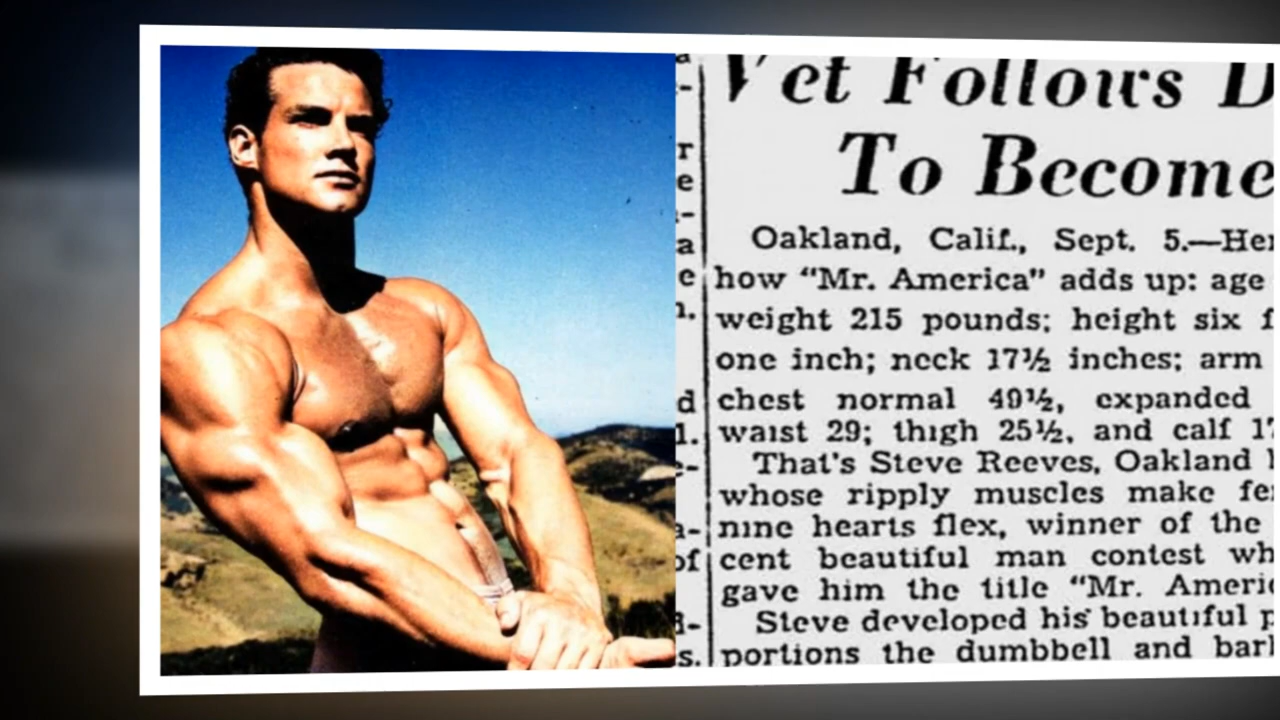 Vet Follows D
To Become
Oakland, Calif., Sept. 5.—Her
how "Mr. America" adds up: age
weight 215 pounds; height six f
one inch; neck 17½ inches; arm
chest normal 49½, expanded
waist 29; thigh 25½, and calf 17
That's Steve Reeves, Oakland
whose ripply muscles make fe
nine hearts flex, winner of the
cent beautiful man contest wh
gave him the title "Mr. Americ
Steve developed his beautiful p
portions the dumbbell and barb